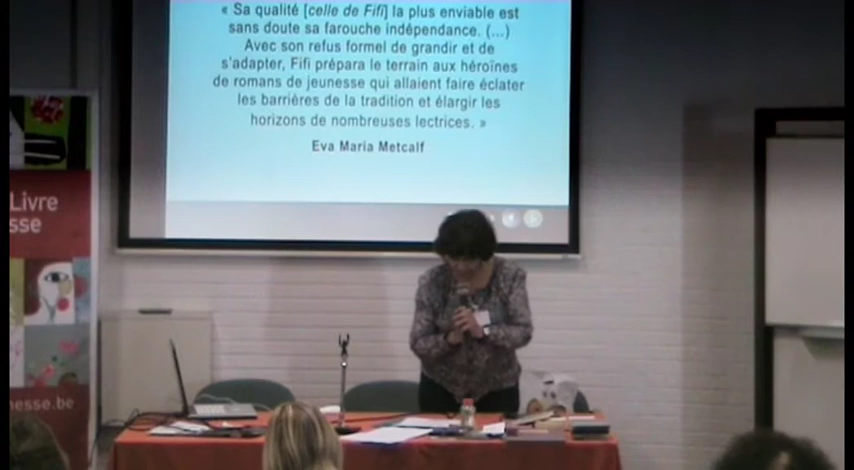 « Sa qualité [celle de Fifi] la plus enviable est
sans doute sa farouche indépendance. (...)
Avec son refus formel de grandir et de
s'adapter, Fifi prépara le terrain aux héroïnes
de romans de jeunesse qui allaient faire éclater
les barrières de la tradition et élargir les
horizons de nombreuses lectrices. »
Eva Maria Metcalf
Livre
sse
nesse.be